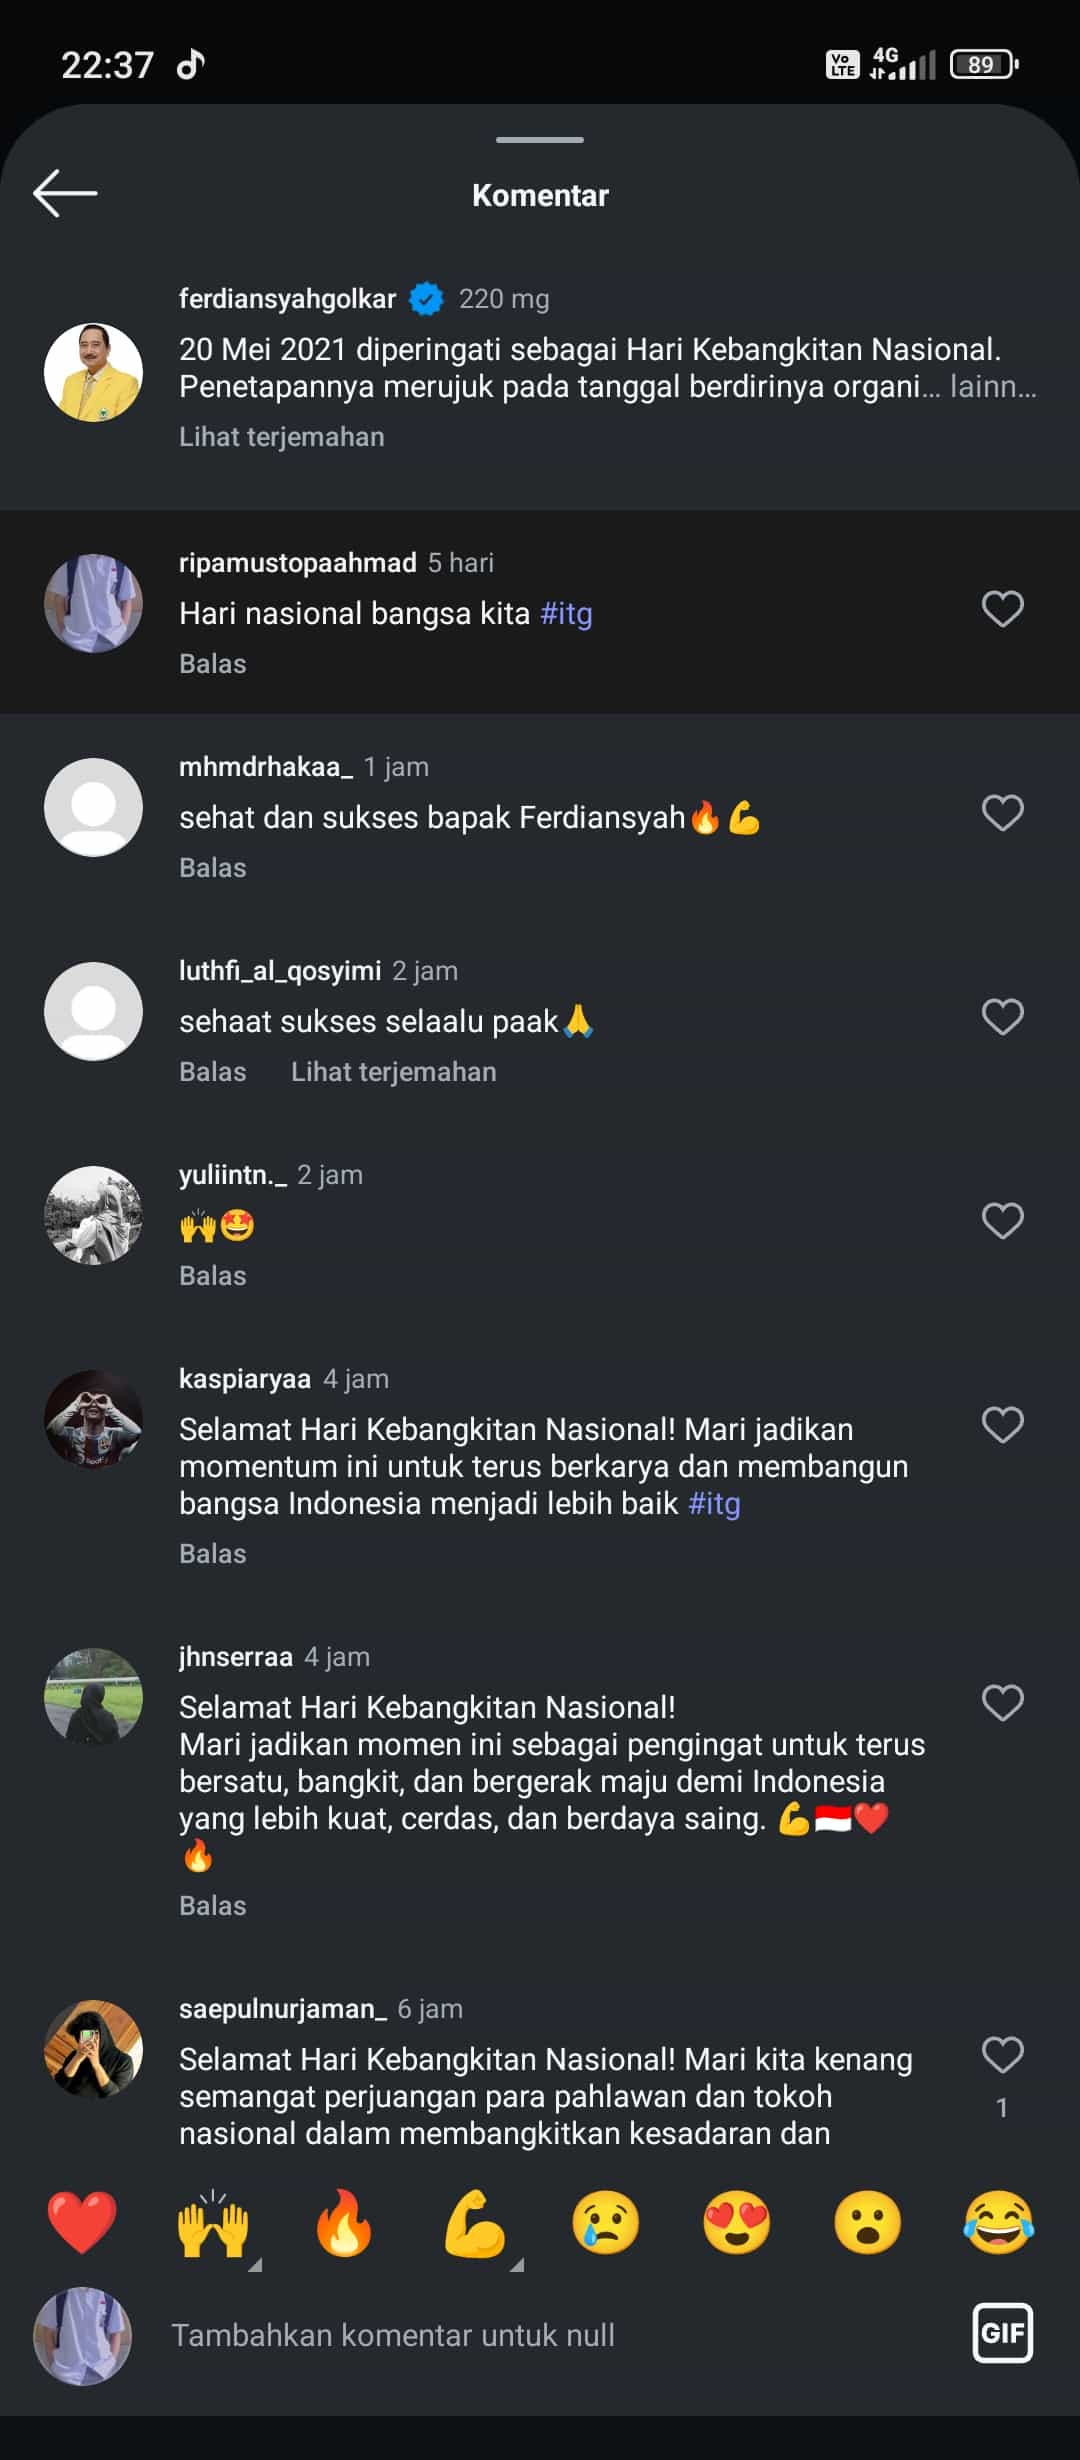 22:37
Vo LTE 4G 89
Komentar
ferdiansyahgolkar 220 mg
20 Mei 2021 diperingati sebagai Hari Kebangkitan Nasional.
Penetapannya merujuk pada tanggal berdirinya organi... lainn...
Lihat terjemahan
ripamustopaahmad 5 hari
Hari nasional bangsa kita #itg
Balas
mhmdrhakaa_ 1 jam
sehat dan sukses bapak Ferdiansyah🔥💪
Balas
luthfi_al_qosyimi 2 jam
sehaat sukses selaalu paak🙏
Balas Lihat terjemahan
yuliintn._ 2 jam
🙌🤩
Balas
kaspiaryaa 4 jam
Selamat Hari Kebangkitan Nasional! Mari jadikan
momentum ini untuk terus berkarya dan membangun
bangsa Indonesia menjadi lebih baik #itg
Balas
jhnserraa 4 jam
Selamat Hari Kebangkitan Nasional!
Mari jadikan momen ini sebagai pengingat untuk terus
bersatu, bangkit, dan bergerak maju demi Indonesia
yang lebih kuat, cerdas, dan berdaya saing. 💪🇮🇩❤️
🔥
Balas
saepulnurjaman_ 6 jam
Selamat Hari Kebangkitan Nasional! Mari kita kenang
semangat perjuangan para pahlawan dan tokoh
1
nasional dalam membangkitkan kesadaran dan
❤️🙌🔥💪😢😍😮😂
Tambahkan komentar untuk null
GIF